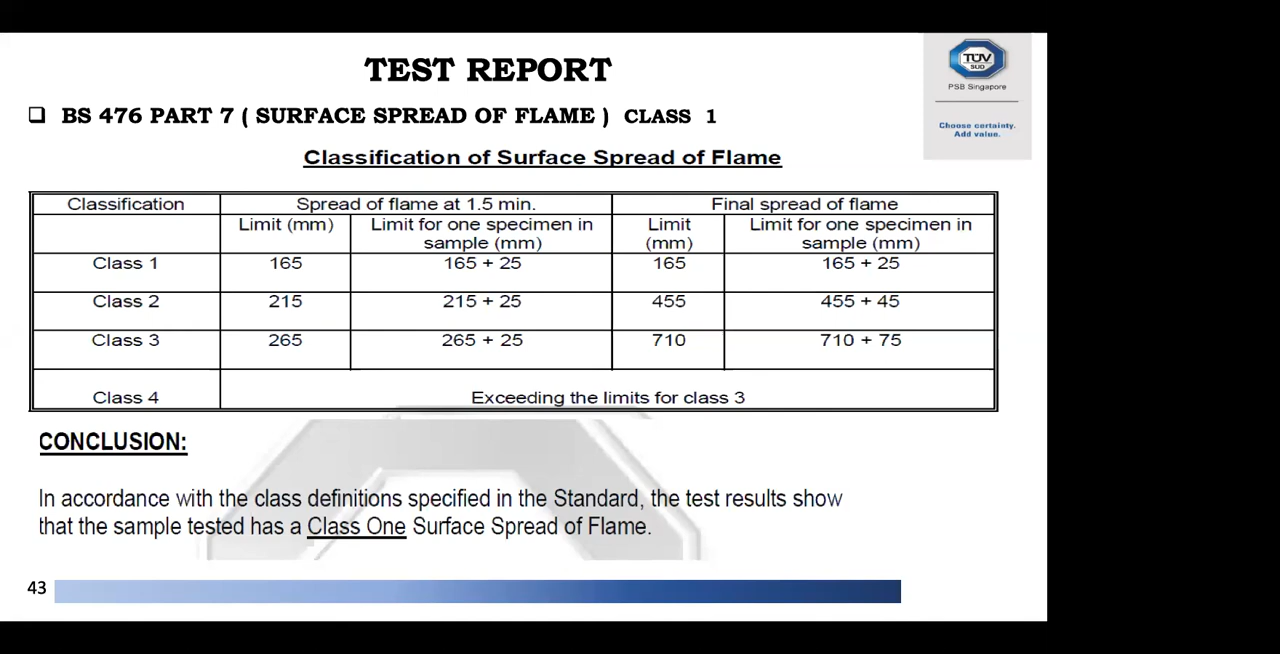 TEST REPORT
TÜV
SÜD
PSB Singapore
Choose certainty.
Add value.
❑ BS 476 PART 7 ( SURFACE SPREAD OF FLAME ) CLASS 1
Classification of Surface Spread of Flame
Classification Spread of flame at 1.5 min. Final spread of flame
Limit (mm) Limit for one specimen in sample (mm) Limit (mm) Limit for one specimen in sample (mm)
Class 1 165 165 + 25 165 165 + 25
Class 2 215 215 + 25 455 455 + 45
Class 3 265 265 + 25 710 710 + 75
Class 4 Exceeding the limits for class 3
CONCLUSION:
In accordance with the class definitions specified in the Standard, the test results show
that the sample tested has a Class One Surface Spread of Flame.
43